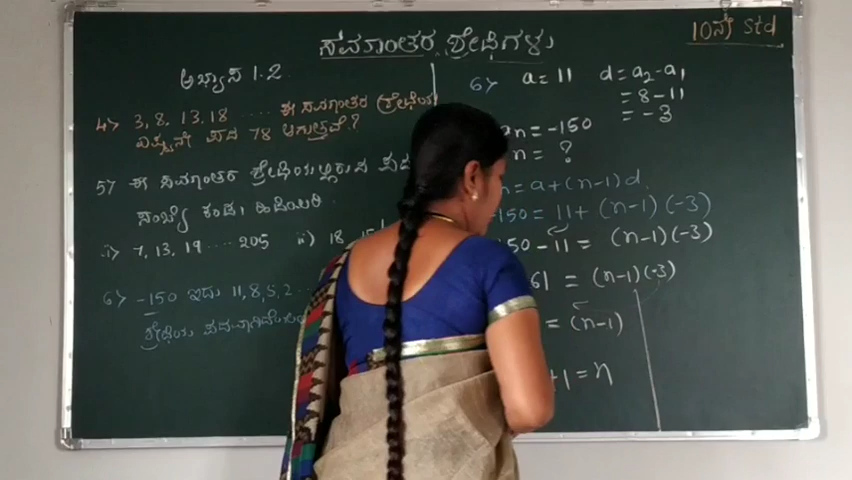 ಸಮಾಂತರ ಶ್ರೇಢಿಗಳು
10ನೇ std
ಅಭ್ಯಾಸ 1.2
4> 3, 8, 13, 18 ..... ಈ ಸಮಾಂತರ ಶ್ರೇಢಿಯ
ಎಷ್ಟನೇ ಪದ 78 ಆಗುತ್ತದೆ?
5> ಈ ಸಮಾಂತರ ಶ್ರೇಢಿಯಲ್ಲಿರುವ ಪದ
ಸಂಖ್ಯೆ ಕಂಡು ಹಿಡಿಯಿರಿ
i) 7, 13, 19 ..... 205 ii) 18
6> -150 ಇದು 11, 8, 5, 2 ...
ಶ್ರೇಢಿಯ
6> a = 11 d = a2 - a1
= 8 - 11
= -3
an = -150
n = ?
= a + (n-1) d.
-150 = 11 + (n-1) (-3)
150 - 11 = (n-1) (-3)
61 = (n-1) (-3)
= (n-1)
+1 = n